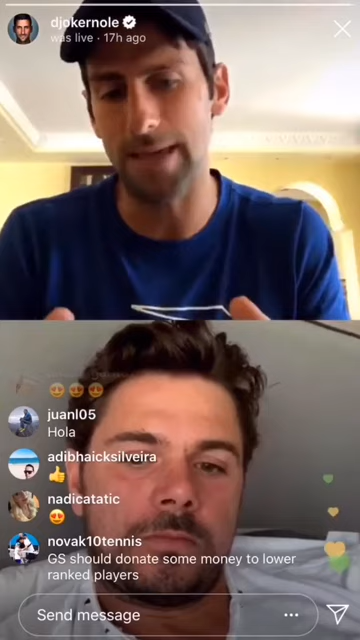 djokernole
was live · 17h ago
😍😍😍
juanl05
Hola
adibhaicksilveira
👍
nadicatatic
😍
novak10tennis
GS should donate some money to lower
ranked players
Send message